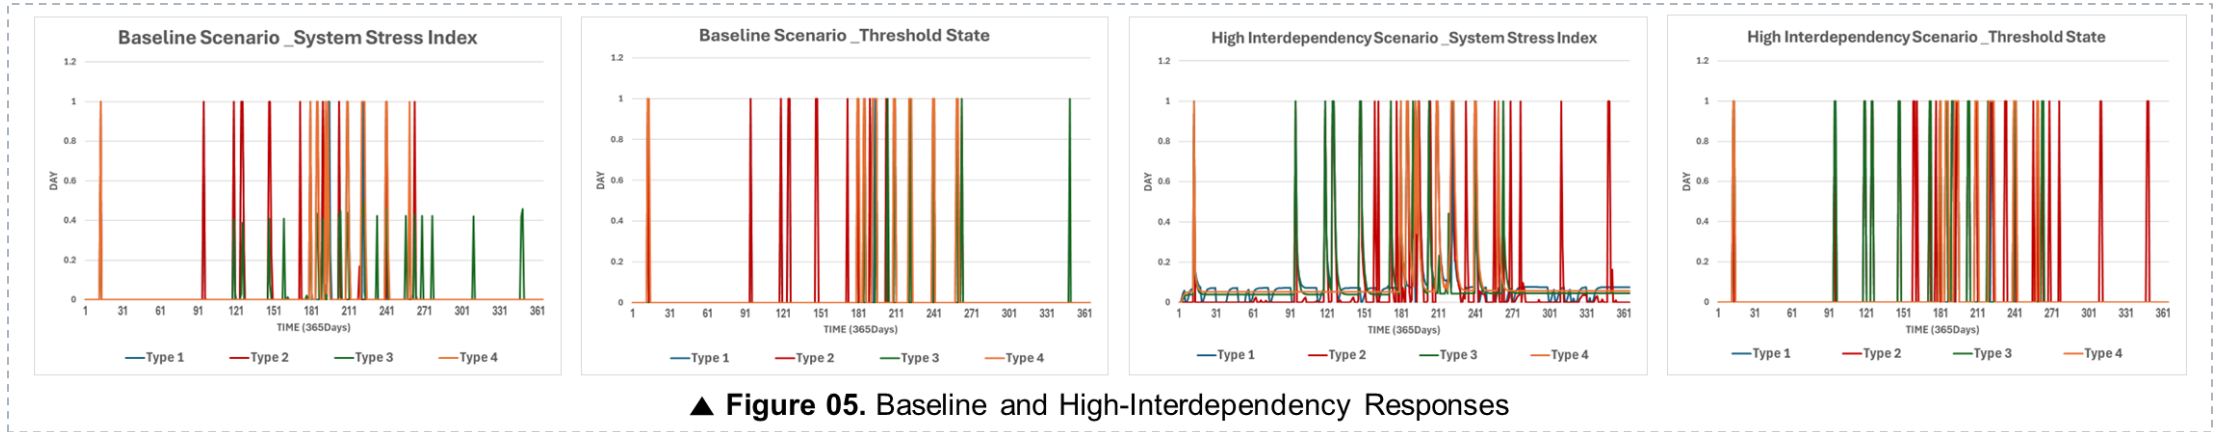 Baseline Scenario _System Stress Index
1.2
1
0.8
0.6
0.4
0.2
0
DAY
1 31 61 91 121 151 181 211 241 271 301 331 361
TIME (365Days)
Type 1 Type 2 Type 3 Type 4
Baseline Scenario _Threshold State
1.2
1
0.8
0.6
0.4
0.2
0
DAY
1 31 61 91 121 151 181 211 241 271 301 331 361
TIME (365Days)
Type 1 Type 2 Type 3 Type 4
High Interdependency Scenario _System Stress Index
1.2
1
0.8
0.6
0.4
0.2
0
DAY
1 31 61 91 121 151 181 211 241 271 301 331 361
TIME (365Days)
Type 1 Type 2 Type 3 Type 4
High Interdependency Scenario _Threshold State
1.2
1
0.8
0.6
0.4
0.2
0
DAY
1 31 61 91 121 151 181 211 241 271 301 331 361
TIME (365Days)
Type 1 Type 2 Type 3 Type 4
▲ Figure 05. Baseline and High-Interdependency Responses